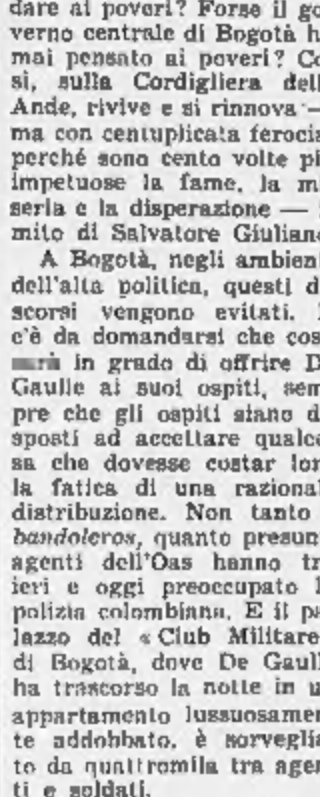 dare ai poveri? Forse il go
verno centrale di Bogotà h
mai pensato ai poveri? Co
si, sulla Cordigliera dell
Ande, rivive e si rinnova —
ma con centuplicata ferocia
perché sono cento volte pi
impetuose la fame, la mi
seria e la disperazione —
mito di Salvatore Giulian
A Bogotà, negli ambien
dell'alta politica, questi di
scorsi vengono evitati.
c'è da domandarsi che cos
sarà in grado di offrire D
Gaulle ai suoi ospiti, sem
pre che gli ospiti siano d
sposti ad accettare qualc
sa che dovesse costar lor
la fatica di una razional
distribuzione. Non tanto
bandoleros, quanto presun
agenti dell'Oas hanno tr
ieri e oggi preoccupato l
polizia colombiana. E il pa
lazzo del « Club Militare
di Bogotà, dove De Gaull
ha trascorso la notte in u
appartamento lussuosamen
te addobbato, è sorveglia
to da quattromila tra agen
ti e soldati.